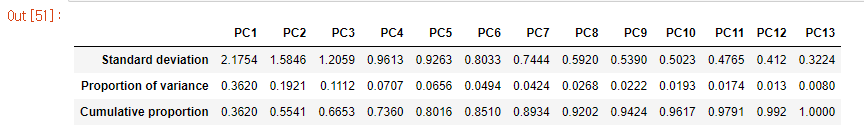 Out[51]:
PC1 PC2 PC3 PC4 PC5 PC6 PC7 PC8 PC9 PC10 PC11 PC12 PC13
Standard deviation 2.1754 1.5846 1.2059 0.9613 0.9263 0.8033 0.7444 0.5920 0.5390 0.5023 0.4765 0.412 0.3224
Proportion of variance 0.3620 0.1921 0.1112 0.0707 0.0656 0.0494 0.0424 0.0268 0.0222 0.0193 0.0174 0.013 0.0080
Cumulative proportion 0.3620 0.5541 0.6653 0.7360 0.8016 0.8510 0.8934 0.9202 0.9424 0.9617 0.9791 0.992 1.0000